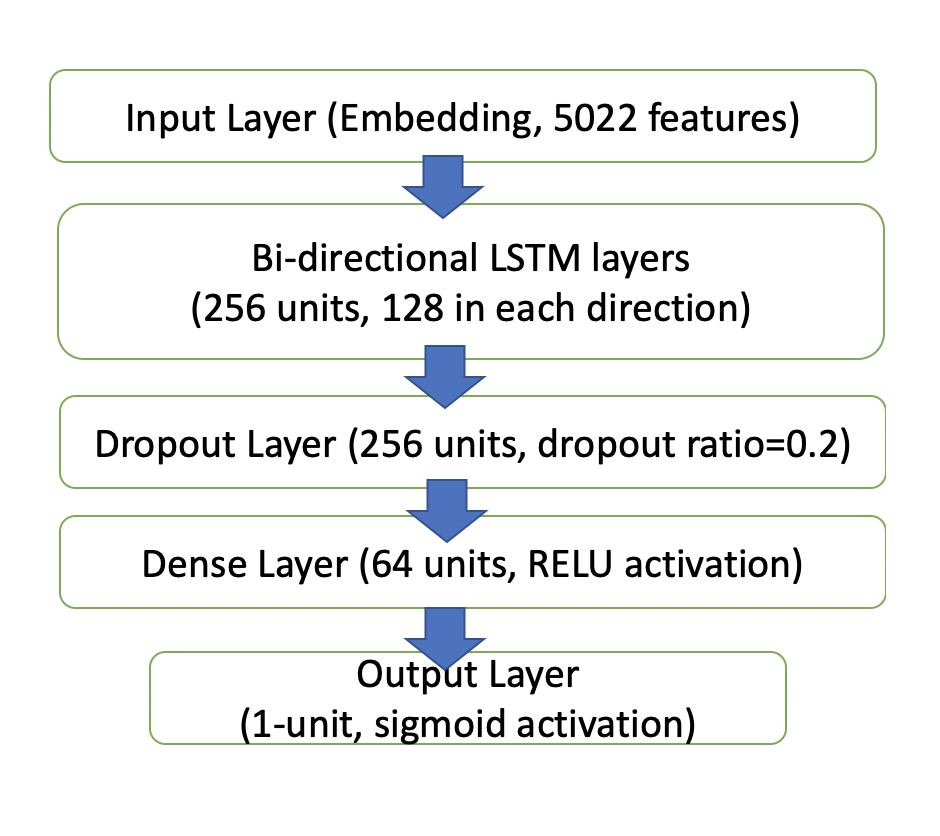 Input Layer (Embedding, 5022 features)
Bi-directional LSTM layers
(256 units, 128 in each direction)
Dropout Layer (256 units, dropout ratio=0.2)
Dense Layer (64 units, RELU activation)
Output Layer
(1-unit, sigmoid activation)